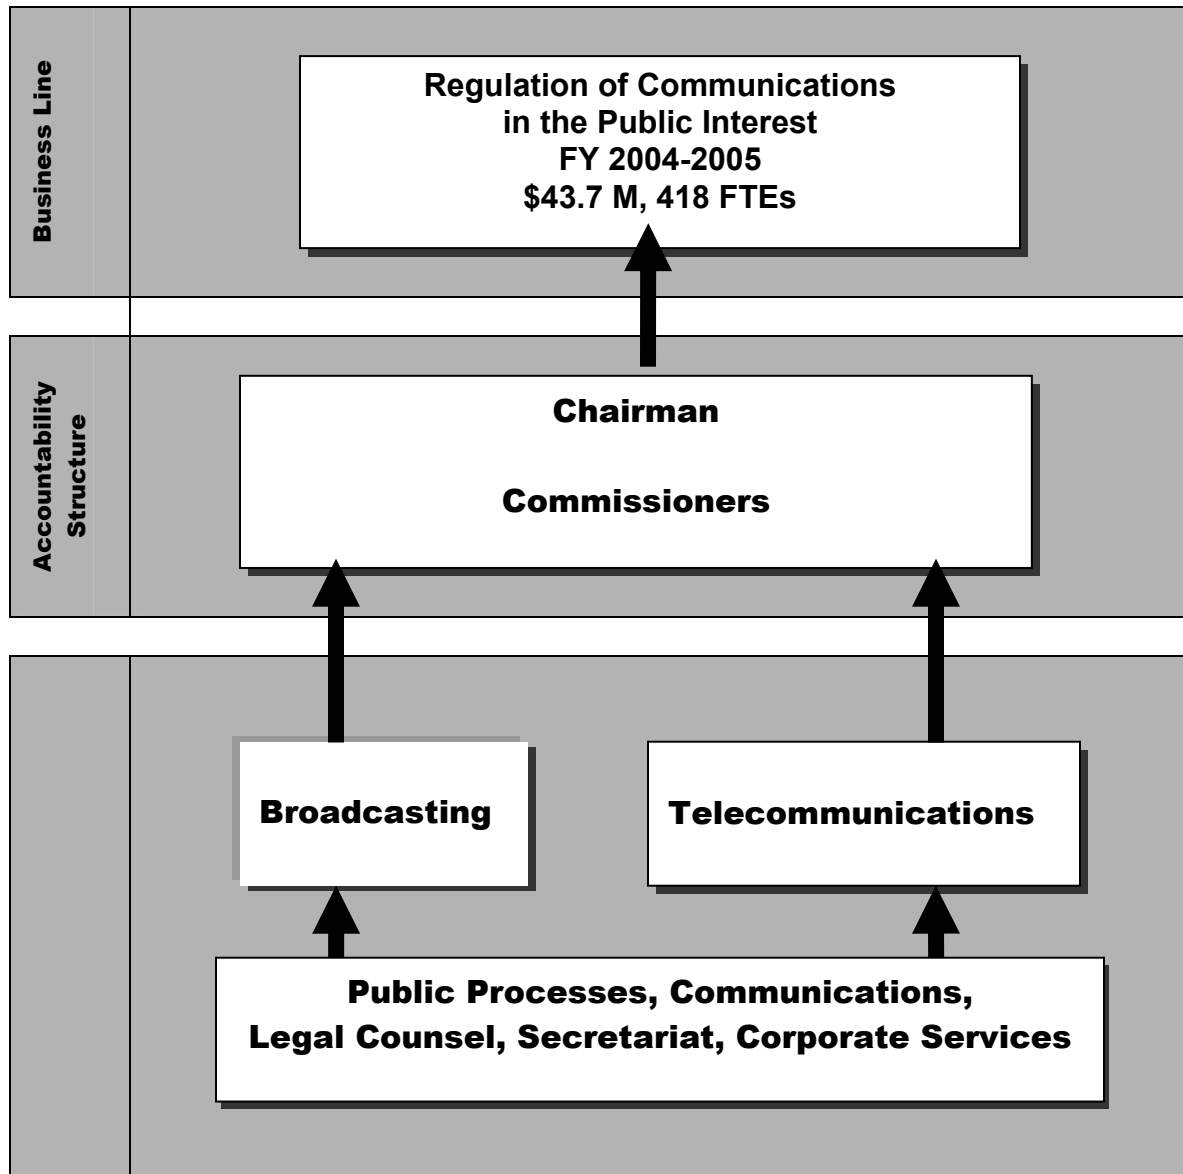 Business Line
Regulation of Communications
in the Public Interest
FY 2004-2005
$43.7 M, 418 FTEs
Accountability
Structure
Chairman
Commissioners
Broadcasting
Telecommunications
Public Processes, Communications,
Legal Counsel, Secretariat, Corporate Services